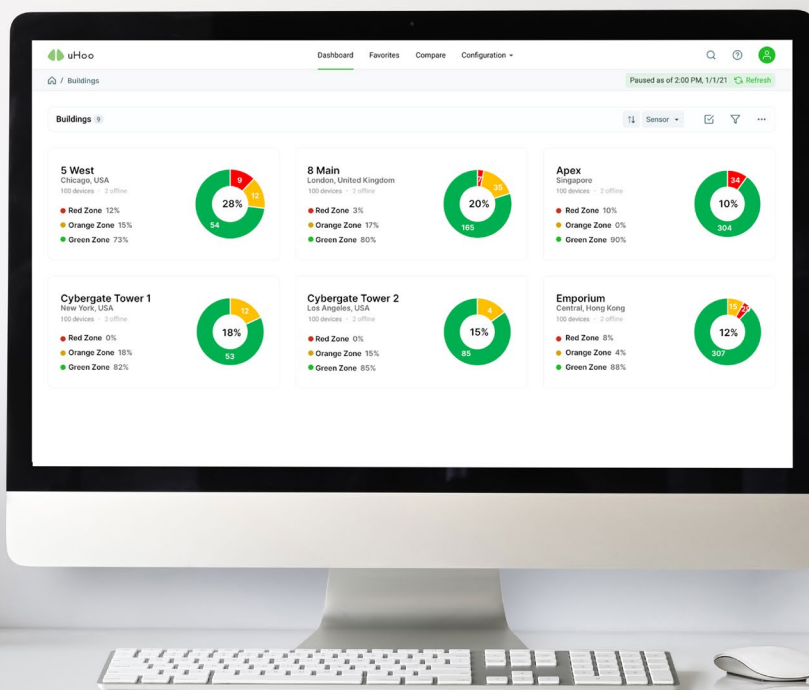 uHoo
Dashboard Favorites Compare Configuration
/ Buildings
Paused as of 2:00 PM, 1/1/21 Refresh
Buildings 9
Sensor
5 West
Chicago, USA
100 devices · 2 offline
Red Zone 12%
Orange Zone 15%
Green Zone 73%
9
12
54
28%
8 Main
London, United Kingdom
100 devices · 2 offline
Red Zone 3%
Orange Zone 17%
Green Zone 80%
7
35
165
20%
Apex
Singapore
100 devices · 2 offline
Red Zone 10%
Orange Zone 0%
Green Zone 90%
34
304
10%
Cybergate Tower 1
New York, USA
100 devices · 2 offline
Red Zone 0%
Orange Zone 18%
Green Zone 82%
12
53
18%
Cybergate Tower 2
Los Angeles, USA
100 devices · 2 offline
Red Zone 0%
Orange Zone 15%
Green Zone 85%
4
85
15%
Emporium
Central, Hong Kong
100 devices · 2 offline
Red Zone 8%
Orange Zone 4%
Green Zone 88%
15
307
12%